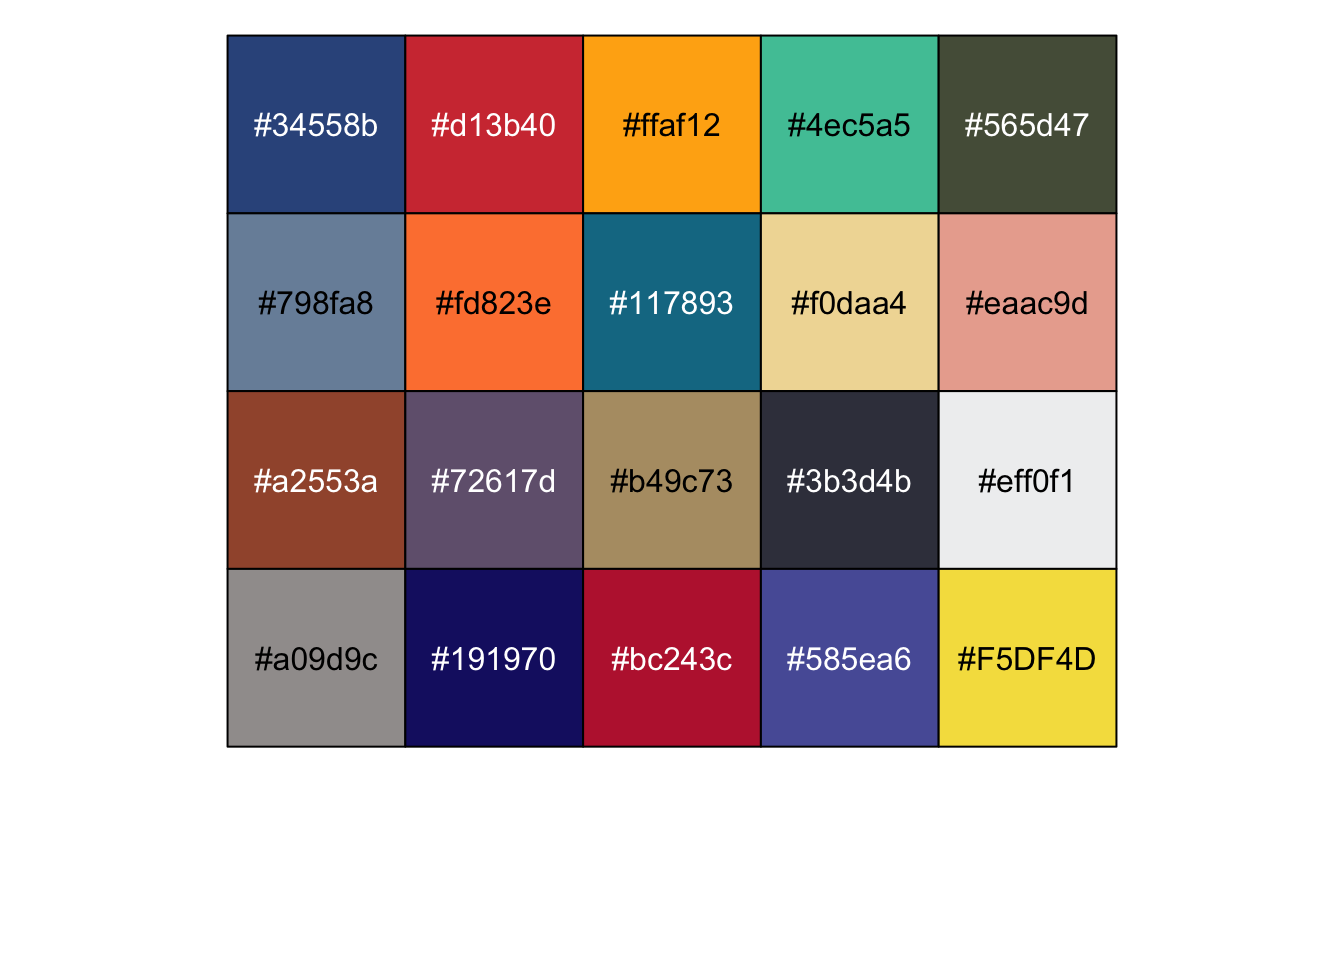 #34558b #d13b40 #ffaf12 #4ec5a5 #565d47
#798fa8 #fd823e #117893 #f0daa4 #eaac9d
#a2553a #72617d #b49c73 #3b3d4b #eff0f1
#a09d9c #191970 #bc243c #585ea6 #F5DF4D